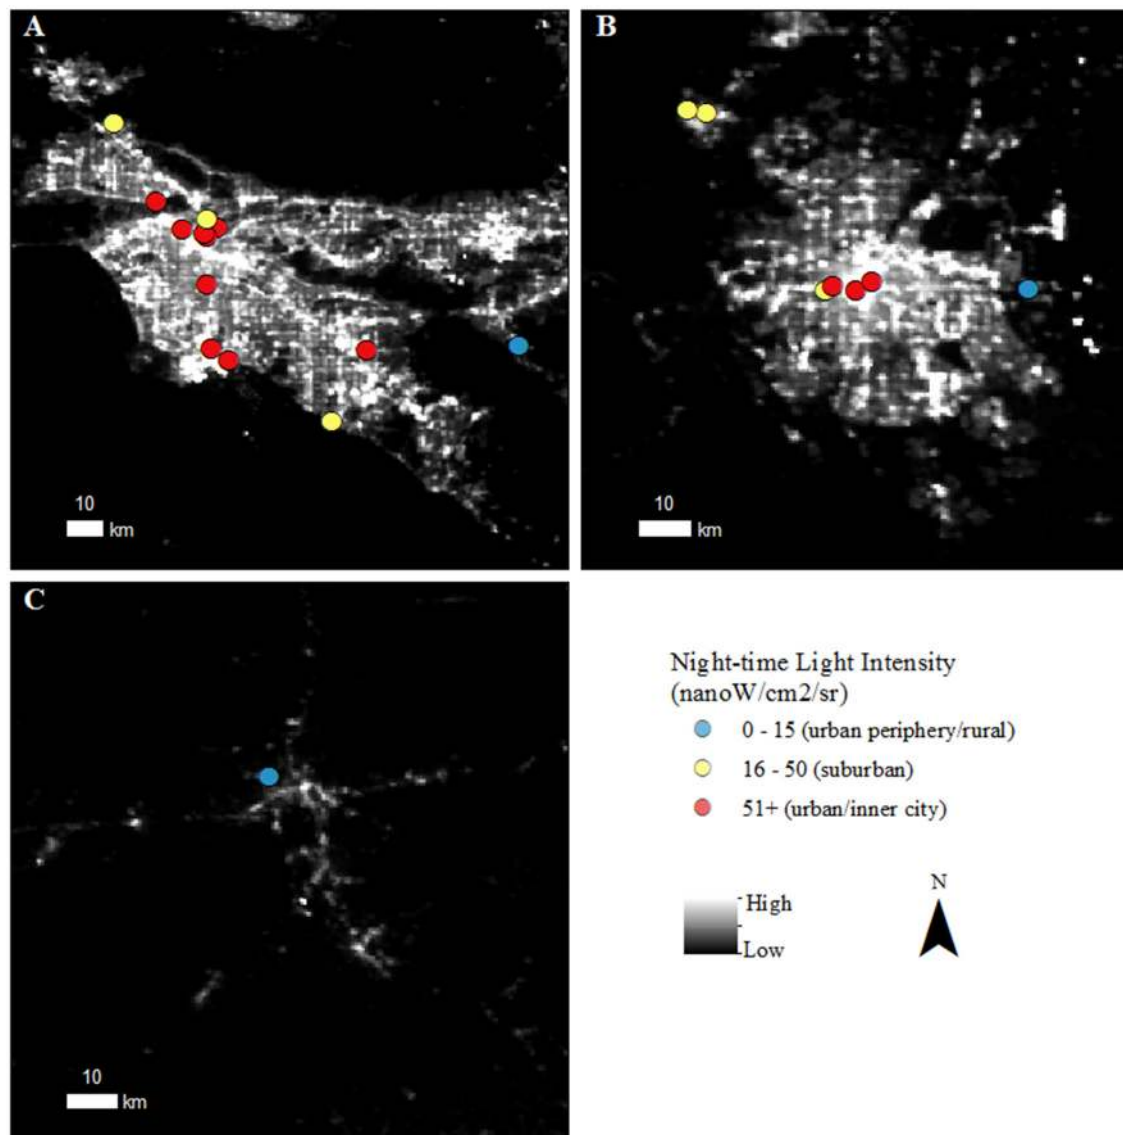 A
B
10
km
10
km
C
10
km
Night-time Light Intensity
(nanoW/cm2/sr)
0 - 15 (urban periphery/rural)
16 - 50 (suburban)
51+ (urban/inner city)
High
Low
N